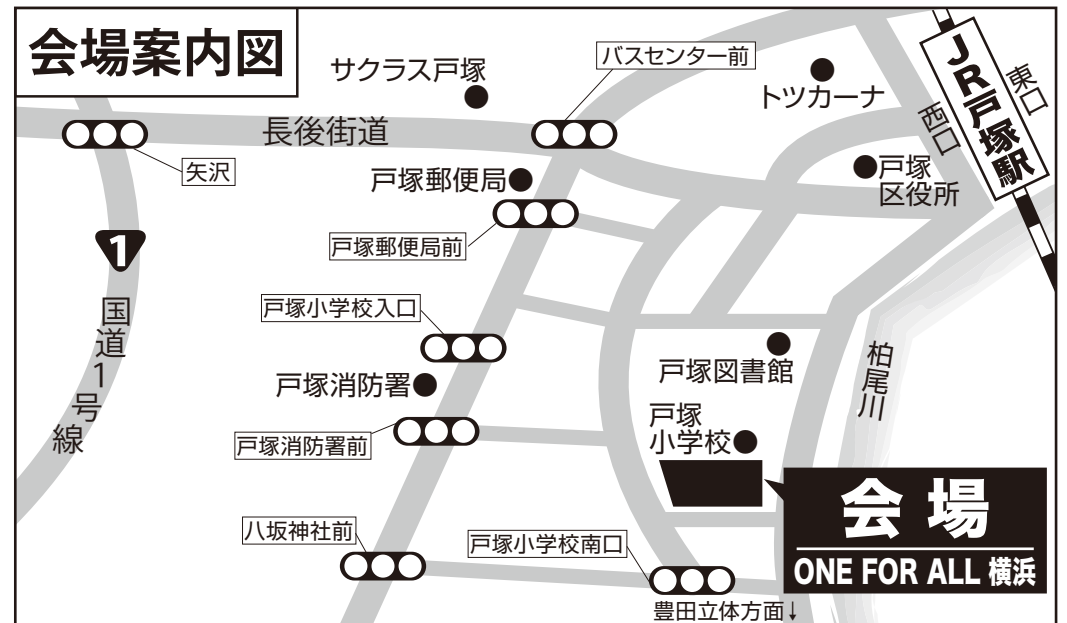 会場案内図
サクラス戸塚
バスセンター前
トツカーナ
JR戸塚駅
東口
西口
長後街道
矢沢
戸塚郵便局
戸塚
区役所
戸塚郵便局前
1
国道1号線
戸塚小学校入口
戸塚消防署
戸塚図書館
柏尾川
戸塚
小学校
戸塚消防署前
会場
ONE FOR ALL 横浜
八坂神社前
戸塚小学校南口
豊田立体方面↓